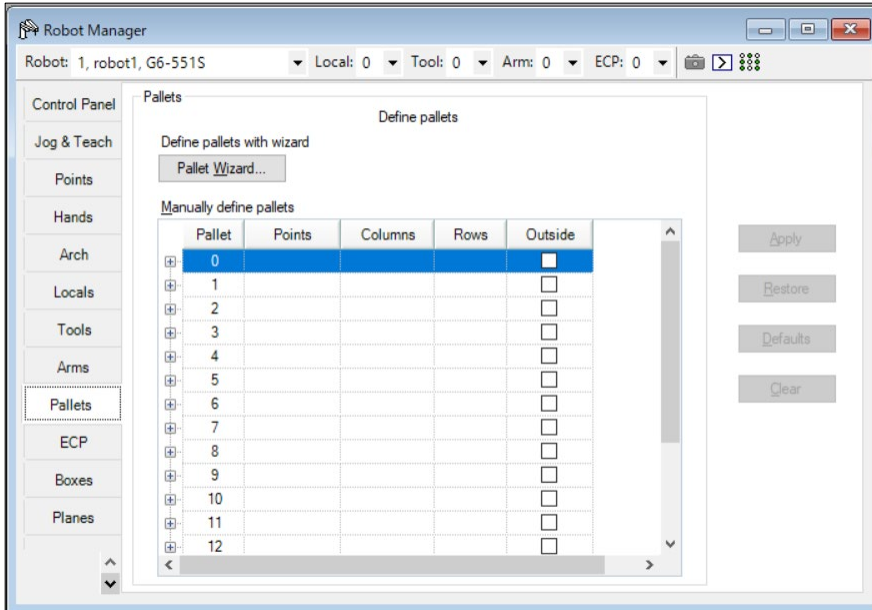 Robot Manager
Robot: 1, robot1, G6-551S Local: 0 Tool: 0 Arm: 0 ECP: 0
Control Panel
Jog & Teach
Points
Hands
Arch
Locals
Tools
Arms
Pallets
ECP
Boxes
Planes
Pallets
Define pallets
Define pallets with wizard
Pallet Wizard...
Manually define pallets
Pallet Points Columns Rows Outside
0
1
2
3
4
5
6
7
8
9
10
11
12
Apply
Restore
Defaults
Clear